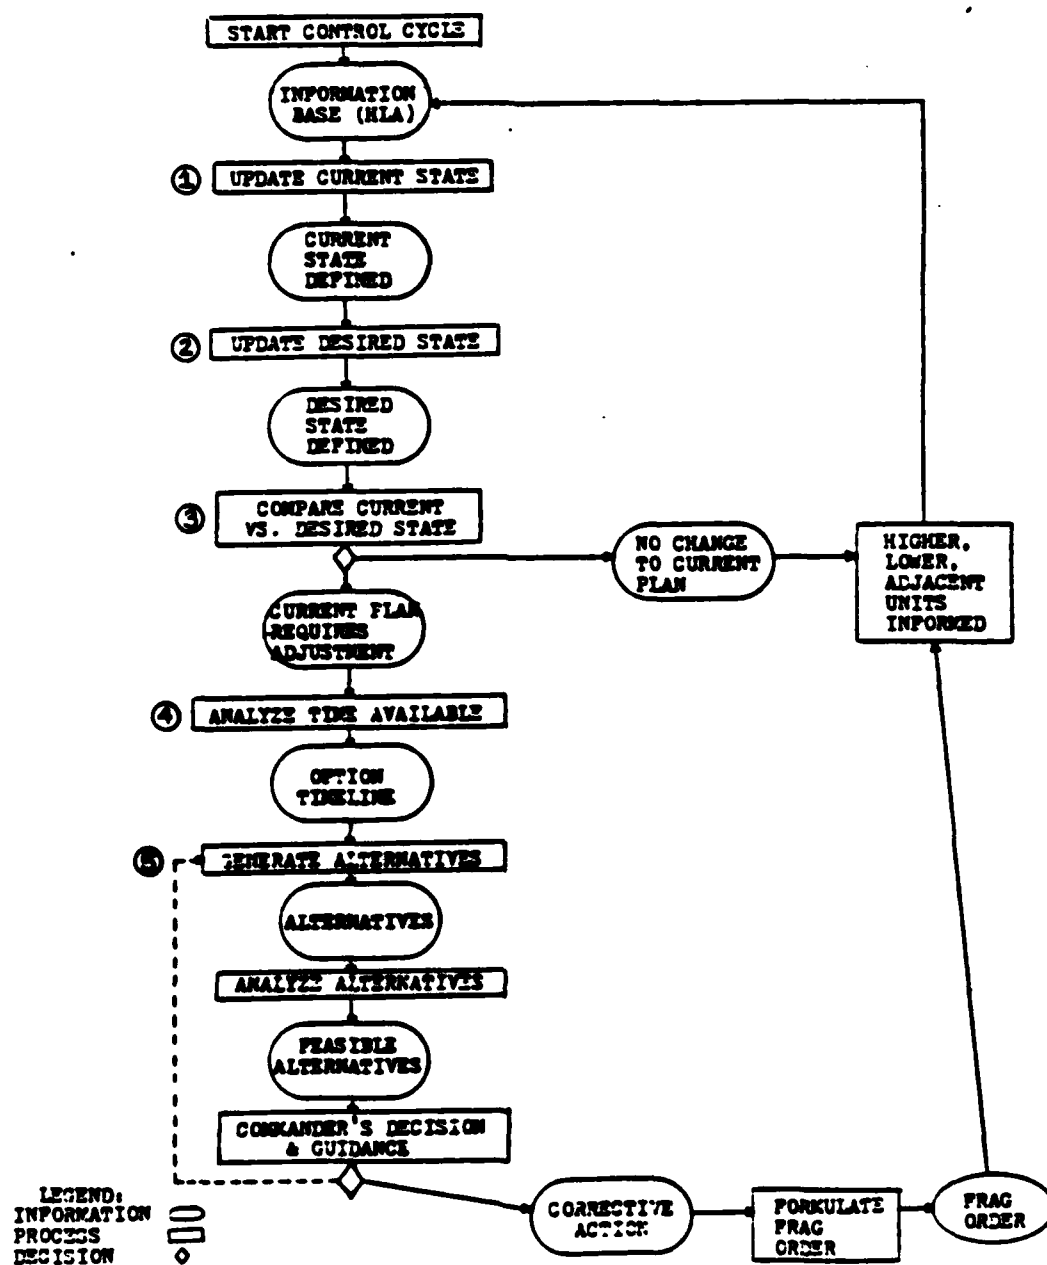 START CONTROL CYCLE
INFORMATION
BASE (HLA)
① UPDATE CURRENT STATE
CURRENT
STATE
DEFINED
② UPDATE DESIRED STATE
DESIRED
STATE
DEFINED
③ COMPARE CURRENT
VS. DESIRED STATE
NO CHANGE
TO CURRENT
PLAN
HIGHER,
LOWER,
ADJACENT
UNITS
INFORMED
CURRENT PLAN
REQUIRES
ADJUSTMENT
④ ANALYZE TIME AVAILABLE
OPTION
TIMELINE
⑤ GENERATE ALTERNATIVES
ALTERNATIVES
ANALYZE ALTERNATIVES
FEASIBLE
ALTERNATIVES
COMMANDER'S DECISION
& GUIDANCE
CORRECTIVE
ACTION
FORMULATE
FRAG
ORDER
FRAG
ORDER
LEGEND:
INFORMATION
PROCESS
DECISION